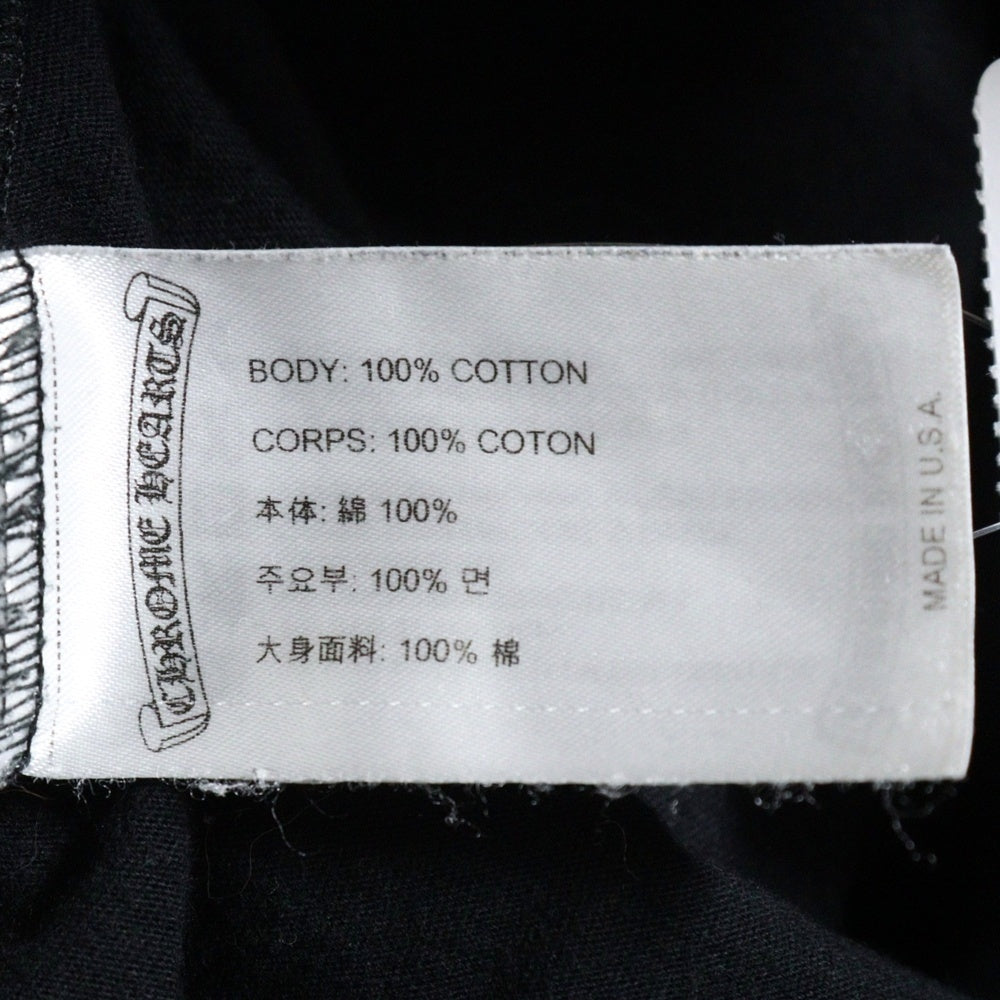 CHROME HEARTS
BODY: 100% COTTON
CORPS: 100% COTON
本体: 綿 100%
주요부: 100% 면
大身面料: 100% 棉
MADE IN U.S.A.